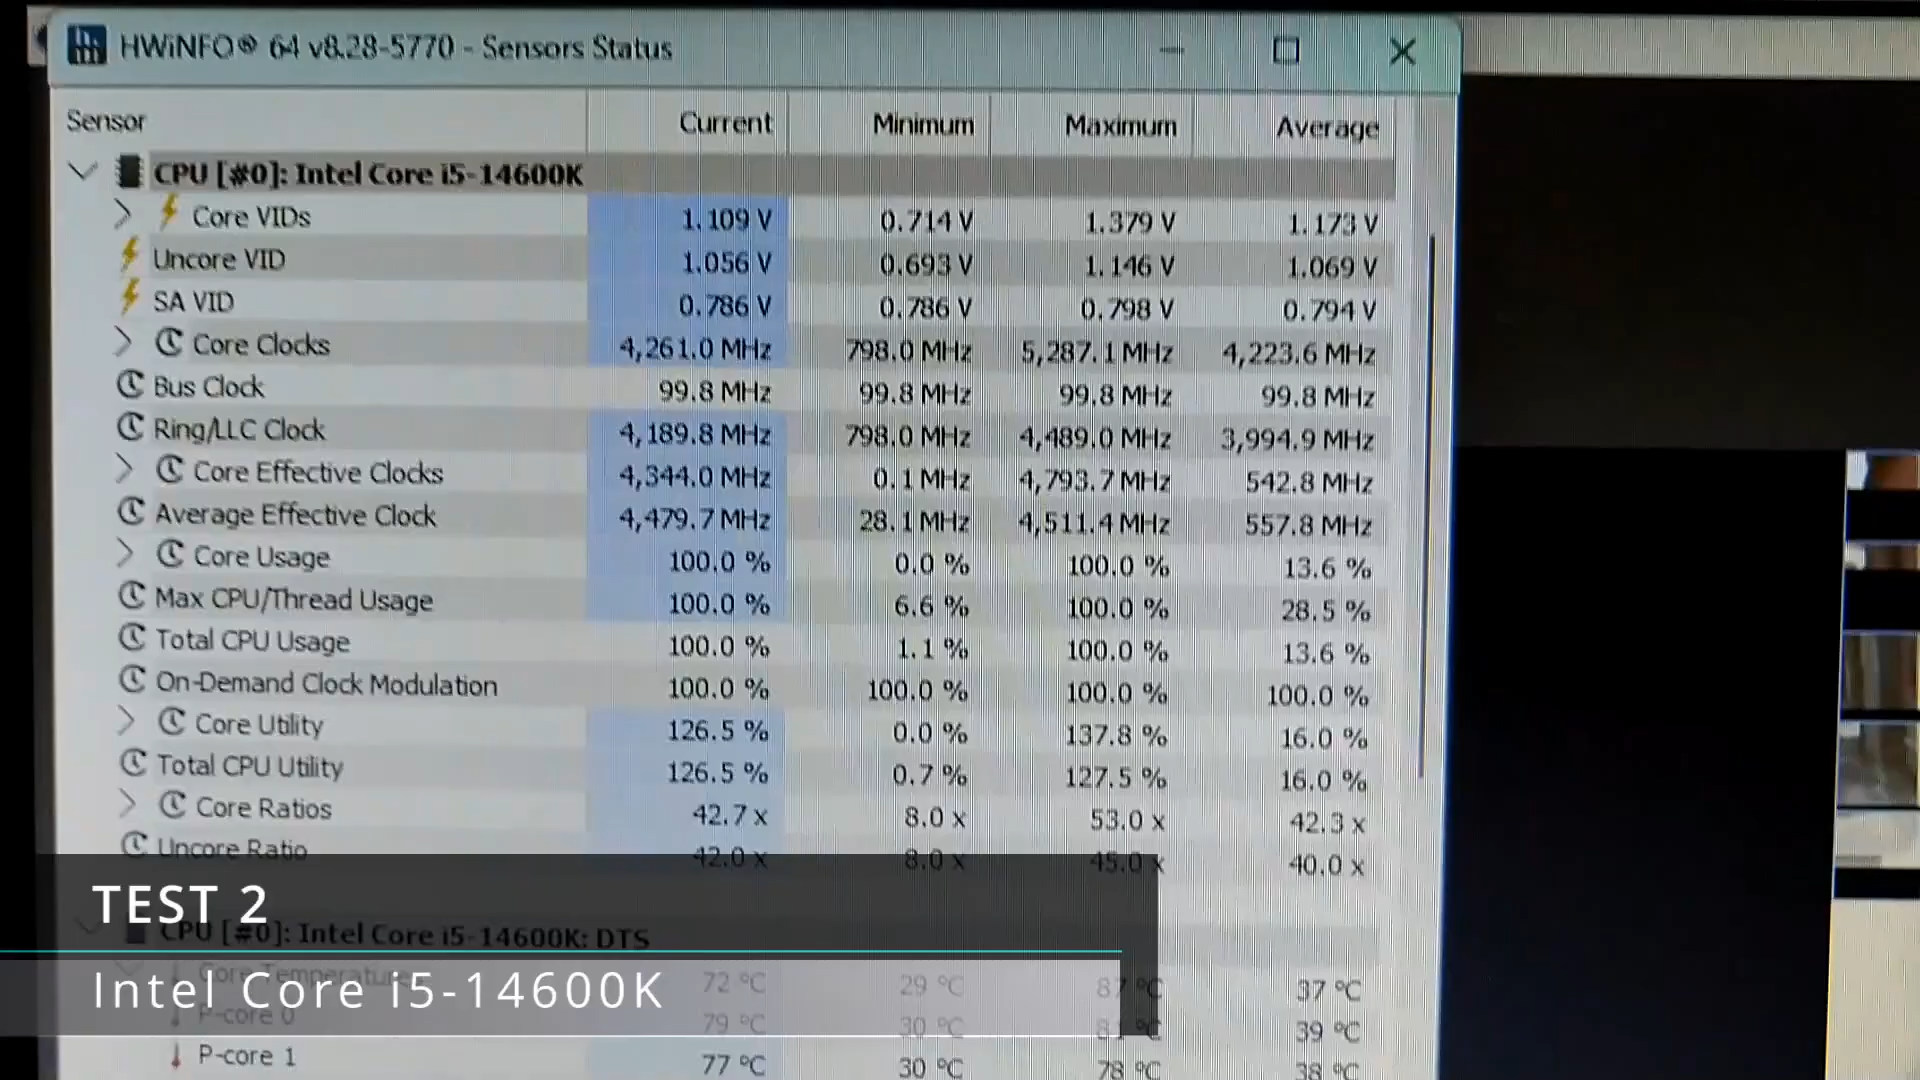 HWiNFO® 64 v8.28-5770 - Sensors Status
Sensor Current Minimum Maximum Average
CPU [#0]: Intel Core i5-14600K
Core VIDs 1.109 V 0.714 V 1.379 V 1.173 V
Uncore VID 1.056 V 0.693 V 1.146 V 1.069 V
SA VID 0.786 V 0.786 V 0.798 V 0.794 V
Core Clocks 4,261.0 MHz 798.0 MHz 5,287.1 MHz 4,223.6 MHz
Bus Clock 99.8 MHz 99.8 MHz 99.8 MHz 99.8 MHz
Ring/LLC Clock 4,189.8 MHz 798.0 MHz 4,489.0 MHz 3,994.9 MHz
Core Effective Clocks 4,344.0 MHz 0.1 MHz 4,793.7 MHz 542.8 MHz
Average Effective Clock 4,479.7 MHz 28.1 MHz 4,511.4 MHz 557.8 MHz
Core Usage 100.0 % 0.0 % 100.0 % 13.6 %
Max CPU/Thread Usage 100.0 % 6.6 % 100.0 % 28.5 %
Total CPU Usage 100.0 % 1.1 % 100.0 % 13.6 %
On-Demand Clock Modulation 100.0 % 100.0 % 100.0 % 100.0 %
Core Utility 126.5 % 0.0 % 137.8 % 16.0 %
Total CPU Utility 126.5 % 0.7 % 127.5 % 16.0 %
Core Ratios 42.7 x 8.0 x 53.0 x 42.3 x
Uncore Ratio 42.0 x 8.0 x 45.0 x 40.0 x
TEST 2
CPU [#0]: Intel Core i5-14600K: DTS
Core Temperatures 72 °C 29 °C 87 °C 37 °C
Intel Core i5-14600K
P-core 0 79 °C 30 °C 81 °C 39 °C
P-core 1 77 °C 30 °C 78 °C 38 °C